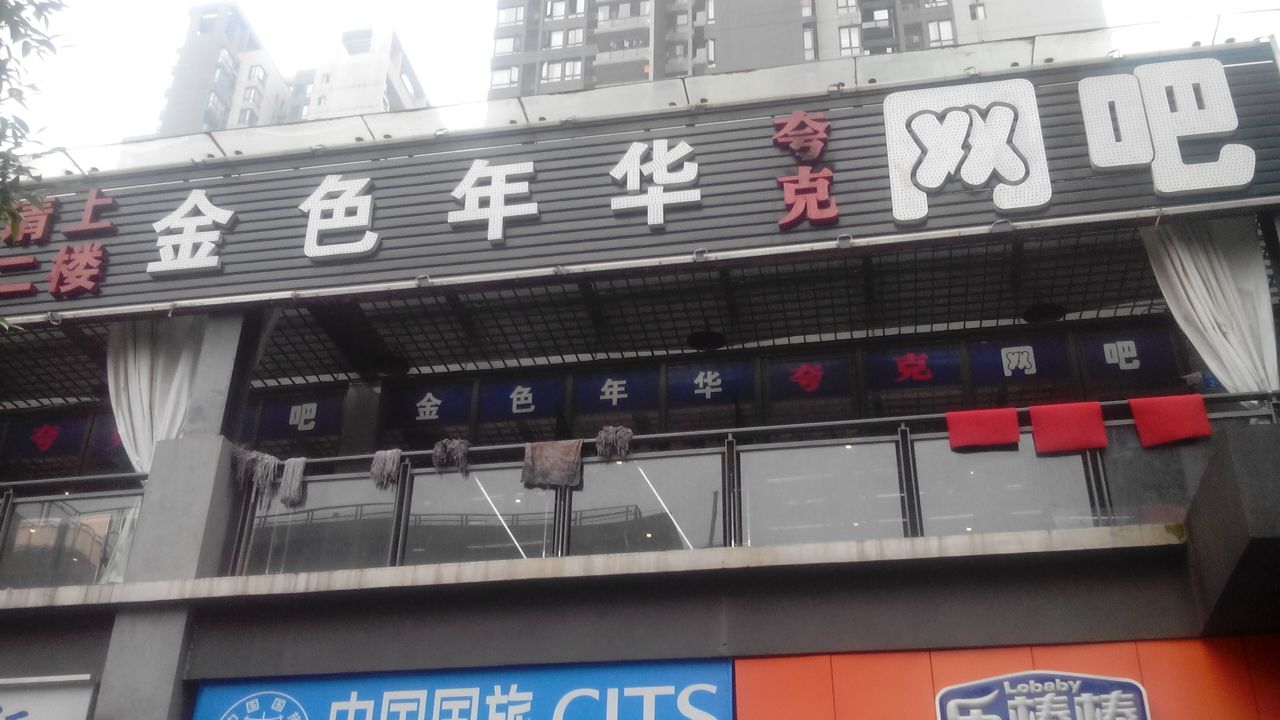 请上
二楼
金色年华
夸克
网吧
夸
吧
金色年华夸克网吧
中国国旅 CITS
Lobaby
乐棒棒